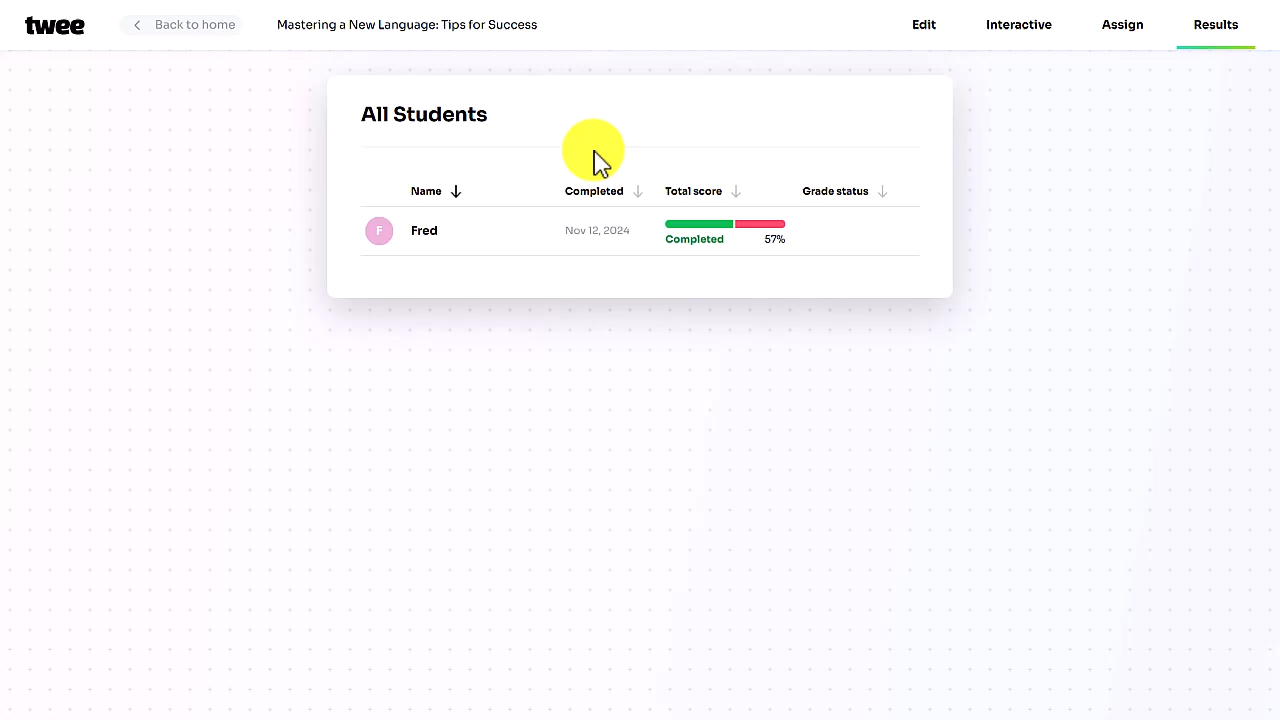 twee
Back to home
Mastering a New Language: Tips for Success
Edit
Interactive
Assign
Results
All Students
Name
Completed
Total score
Grade status
F
Fred
Nov 12, 2024
Completed
57%